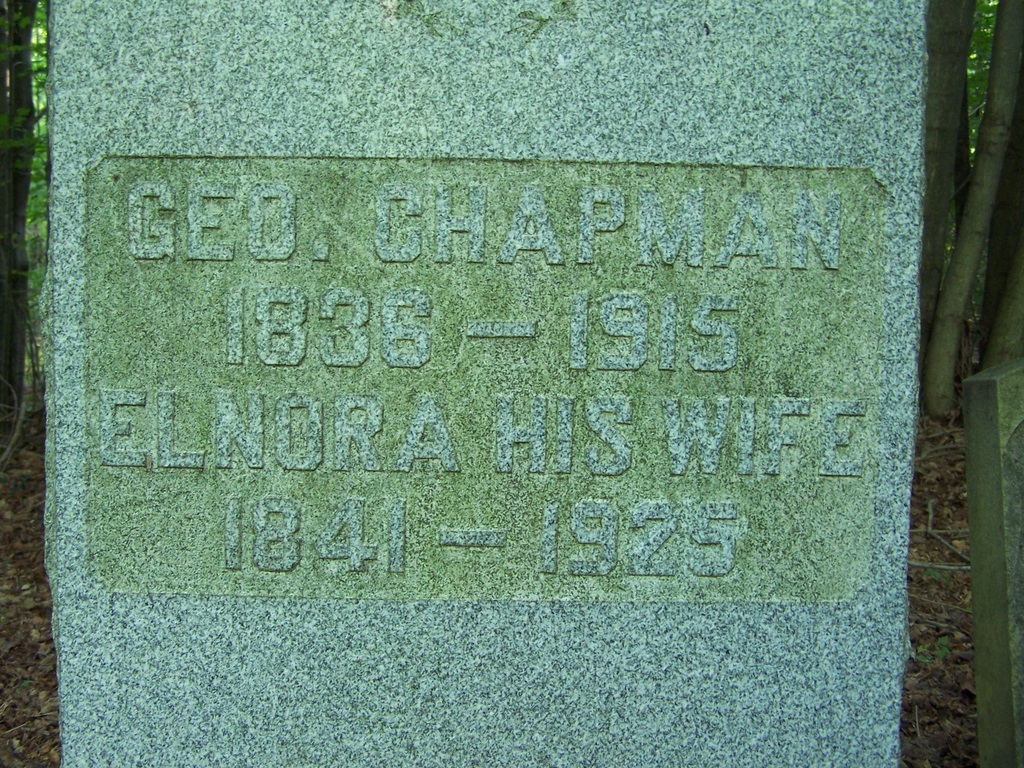 GEO. CHAPMAN
1836 – 1915
ELNORA HIS WIFE
1841 – 1925